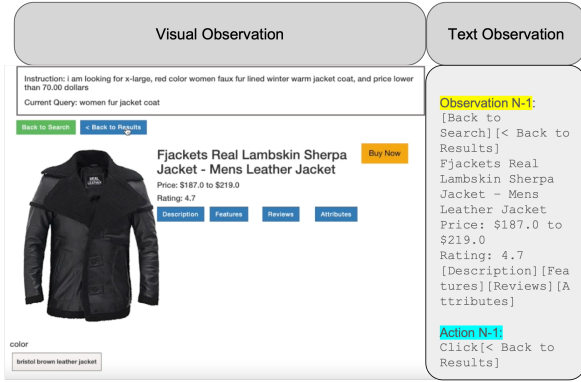 Visual Observation
Text Observation
Instruction: i am looking for x-large, red color women faux fur lined winter warm jacket coat, and price lower
than 70.00 dollars
Current Query: women fur jacket coat
Back to Search
< Back to Results
REAL
LEATHER
Fjackets Real Lambskin Sherpa
Jacket - Mens Leather Jacket
Buy Now
Price: $187.0 to $219.0
Rating: 4.7
Description
Features
Reviews
Attributes
color
bristol brown leather jacket
Observation N-1:
[Back to
Search][< Back to
Results]
Fjackets Real
Lambskin Sherpa
Jacket - Mens
Leather Jacket
Price: $187.0 to
$219.0
Rating: 4.7
[Description][Fea
tures][Reviews][A
ttributes]
Action N-1:
Click[< Back to
Results]